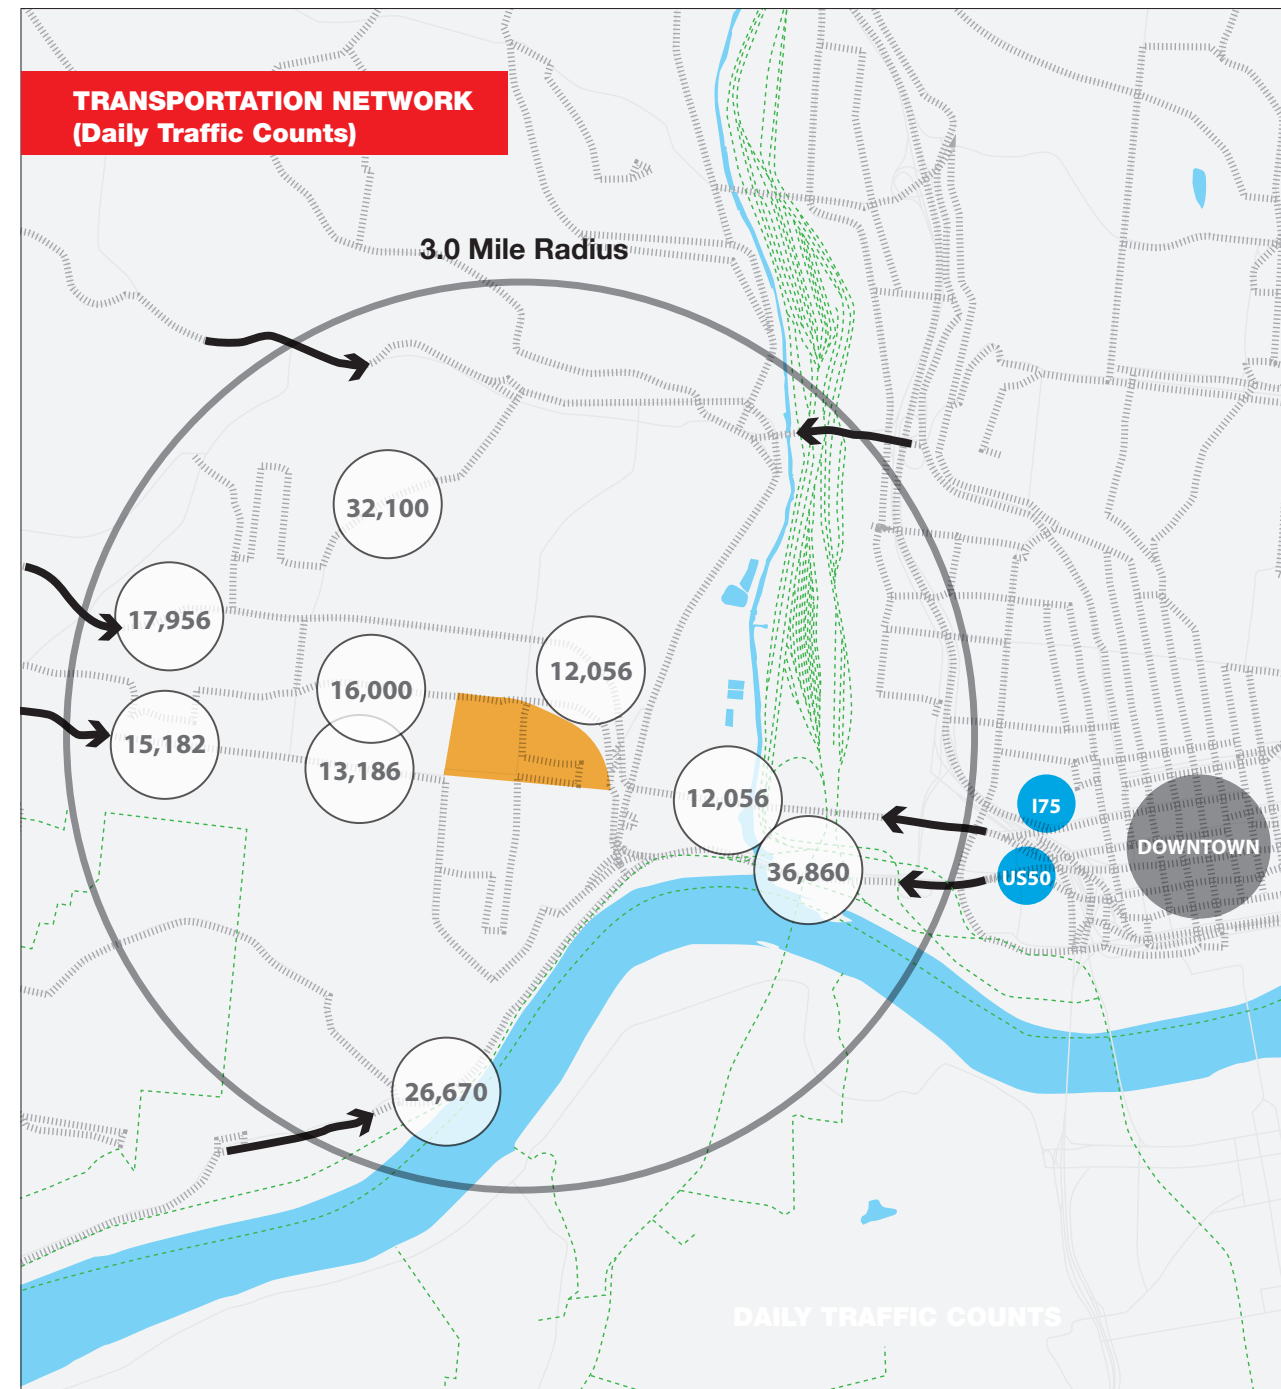 TRANSPORTATION NETWORK
(Daily Traffic Counts)
3.0 Mile Radius
32,100
17,956
12,056
16,000
15,182
13,186
12,056
I75
DOWNTOWN
36,860
US50
26,670
DAILY TRAFFIC COUNTS